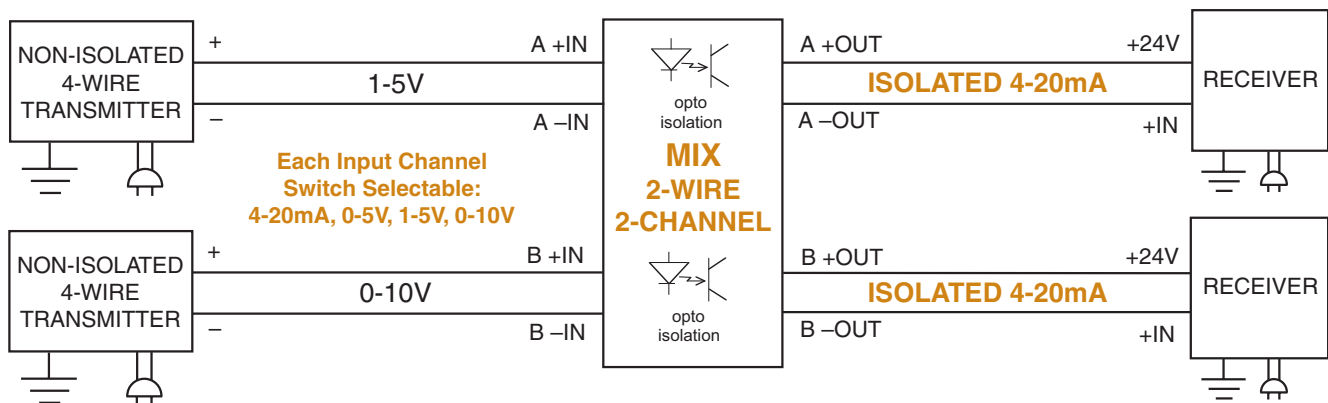 NON-ISOLATED
4-WIRE
TRANSMITTER
+
1-5V
–
A +IN
A –IN
Each Input Channel
Switch Selectable:
4-20mA, 0-5V, 1-5V, 0-10V
NON-ISOLATED
4-WIRE
TRANSMITTER
+
0-10V
–
B +IN
B –IN
opto
isolation
MIX
2-WIRE
2-CHANNEL
opto
isolation
A +OUT
+24V
ISOLATED 4-20mA
A –OUT
+IN
RECEIVER
B +OUT
+24V
ISOLATED 4-20mA
B –OUT
+IN
RECEIVER